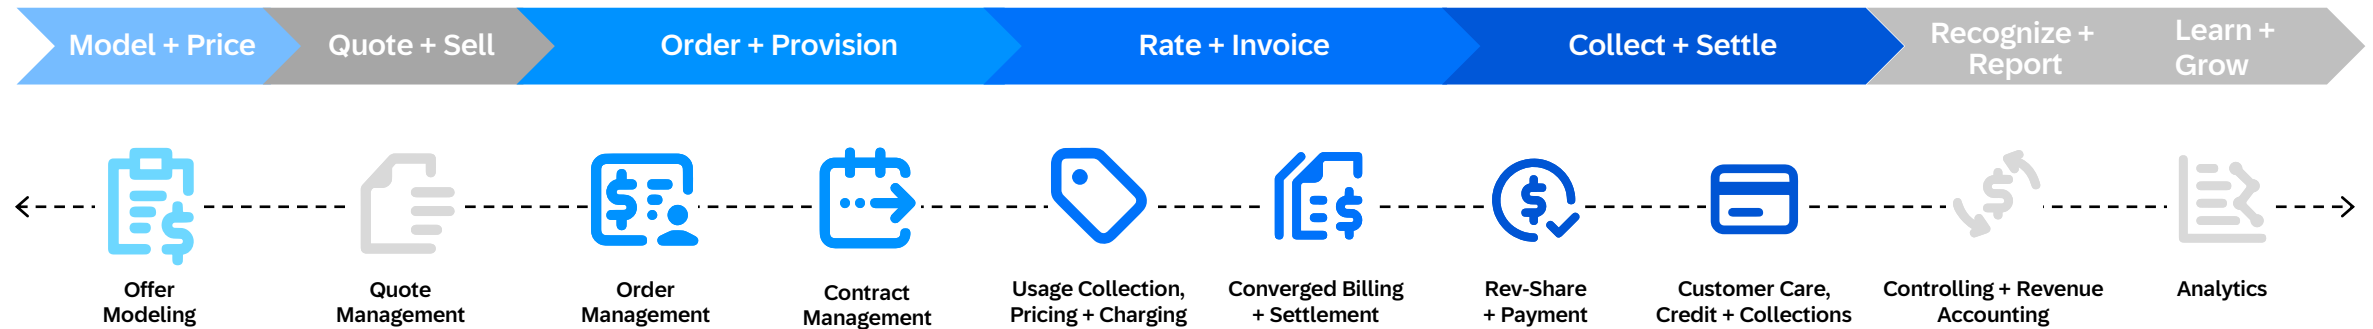 Model + Price
Quote + Sell
Order + Provision
Rate + Invoice
Collect + Settle
Recognize +
Report
Learn +
Grow
Offer
Modeling
Quote
Management
Order
Management
Contract
Management
Usage Collection,
Pricing + Charging
Converged Billing
+ Settlement
Rev-Share
+ Payment
Customer Care,
Credit + Collections
Controlling + Revenue
Accounting
Analytics